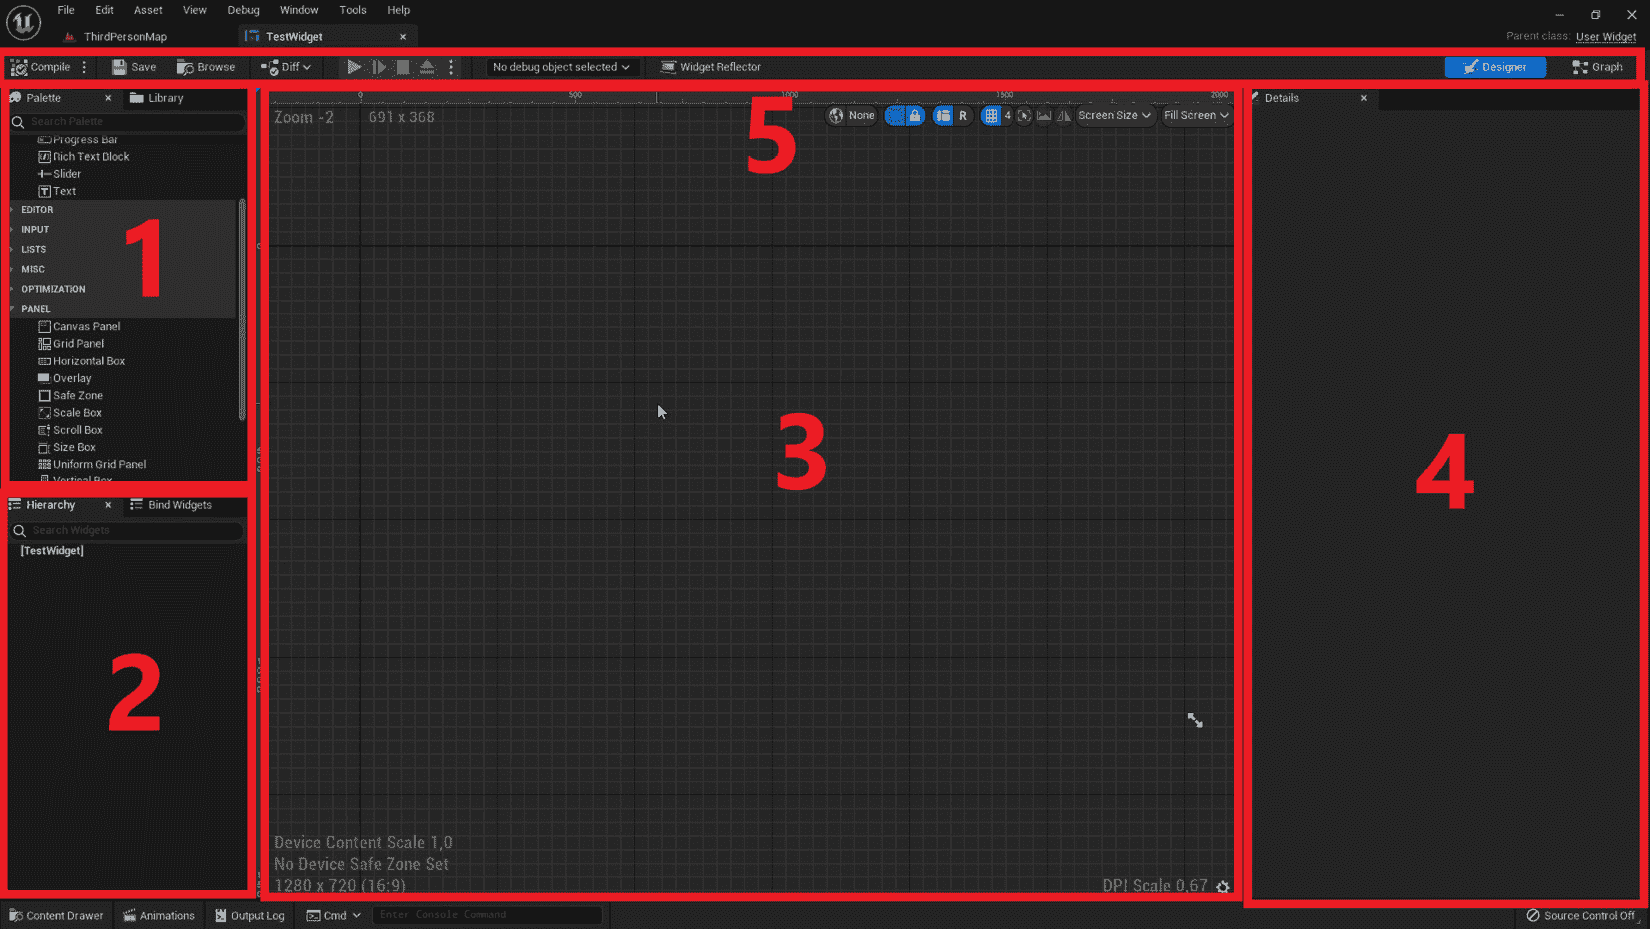 File Edit Asset View Debug Window Tools Help
ThirdPersonMap TestWidget
Parent class: User Widget
Compile Save Browse Diff No debug object selected Widget Reflector Designer Graph
Palette Library
Search Palette
Progress Bar
Rich Text Block
Slider
Text
EDITOR
INPUT
LISTS
MISC
OPTIMIZATION
PANEL
Canvas Panel
Grid Panel
Horizontal Box
Overlay
Safe Zone
Scale Box
Scroll Box
Size Box
Uniform Grid Panel
Vertical Box
1
Hierarchy Bind Widgets
Search Widgets
[TestWidget]
2
0 500 1000 1500 2000
Zoom -2 691 x 368
None R 4 Screen Size Fill Screen
5
3
Device Content Scale 1,0
No Device Safe Zone Set
1280 x 720 (16:9)
DPI Scale 0,67
Details
4
Content Drawer Animations Output Log Cmd Enter Console Command
Source Control Off